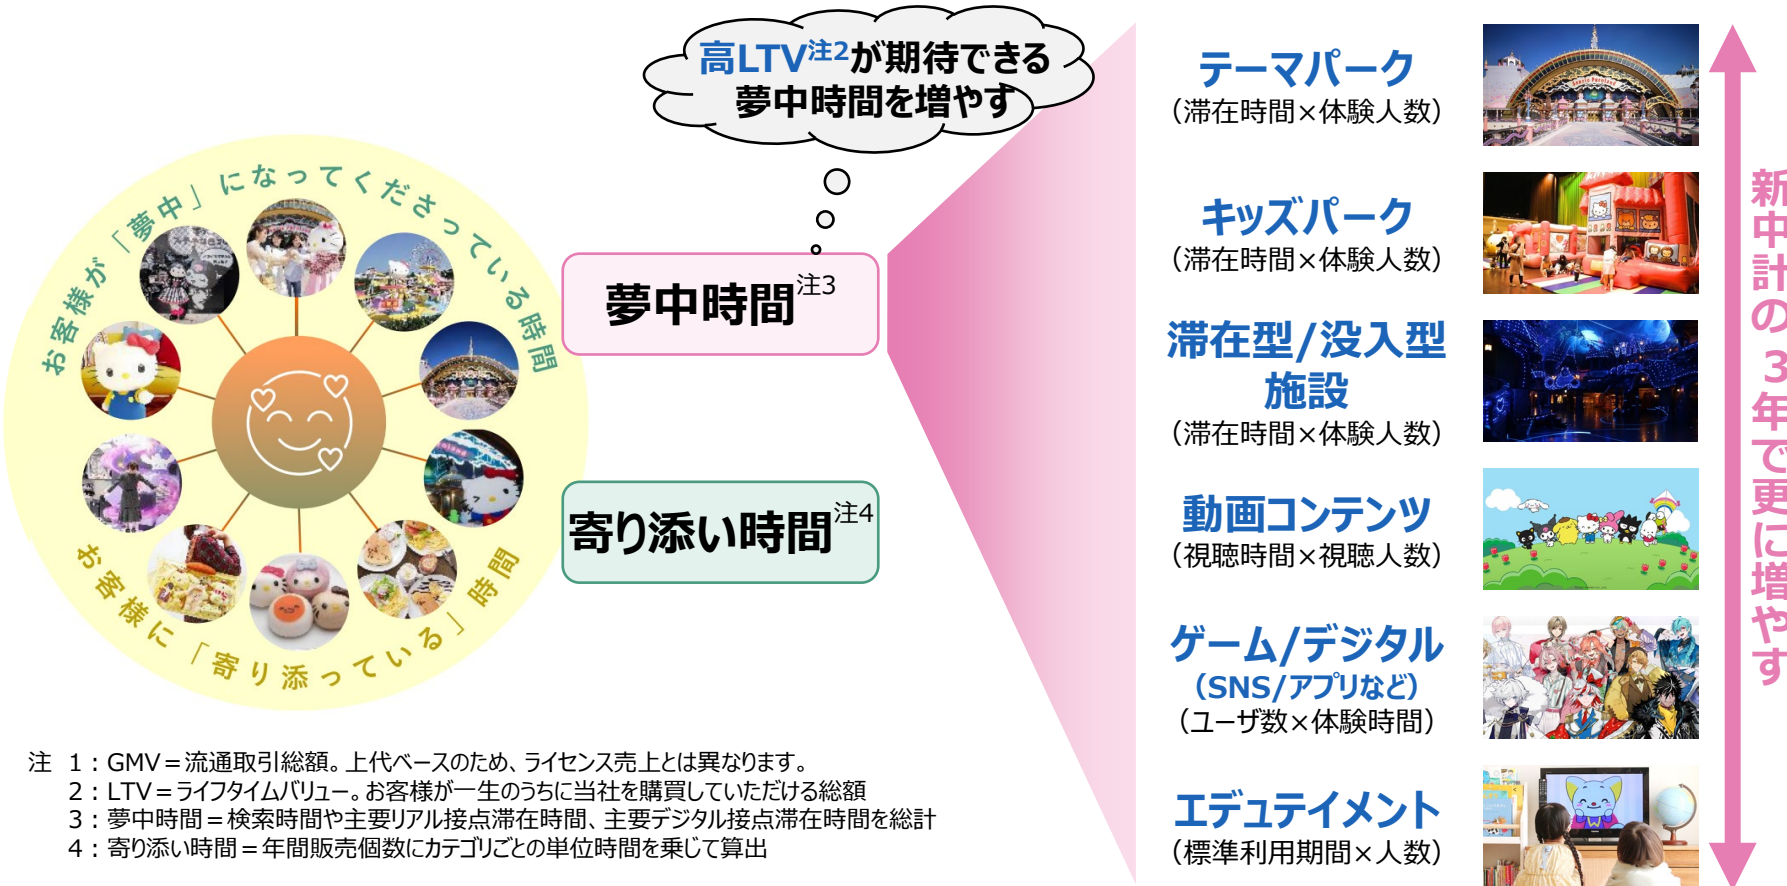 高LTV注2が期待できる
夢中時間を増やす
お客様が「夢中」になってくださっている時間
お客様に「寄り添っている」時間
夢中時間注3
寄り添い時間注4
テーマパーク
（滞在時間×体験人数）
キッズパーク
（滞在時間×体験人数）
滞在型/没入型
施設
（滞在時間×体験人数）
動画コンテンツ
（視聴時間×視聴人数）
ゲーム/デジタル
（SNS/アプリなど）
（ユーザ数×体験時間）
エデュテイメント
（標準利用期間×人数）
新中計の３年で更に増やす
注 1：GMV＝流通取引総額。上代ベースのため、ライセンス売上とは異なります。
2：LTV＝ライフタイムバリュー。お客様が一生のうちに当社を購買していただける総額
3：夢中時間＝検索時間や主要リアル接点滞在時間、主要デジタル接点滞在時間を総計
4：寄り添い時間＝年間販売個数にカテゴリごとの単位時間を乗じて算出